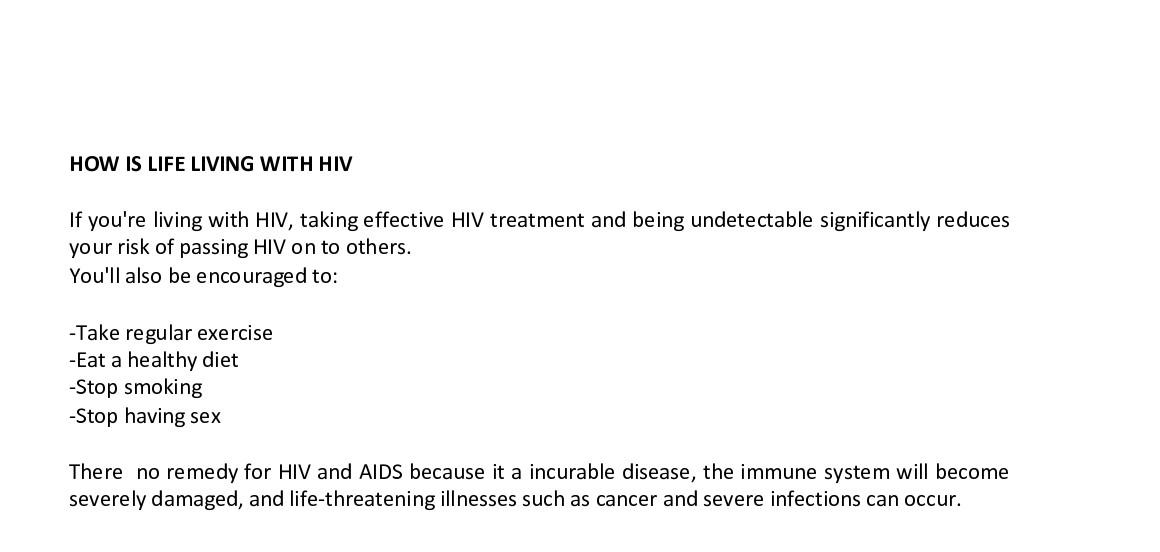 HOW IS LIFE LIVING WITH HIV
If you're living with HIV, taking effective HIV treatment and being undetectable significantly reduces
your risk of passing HIV on to others.
You'll also be encouraged to:
-Take regular exercise
-Eat a healthy diet
-Stop smoking
-Stop having sex
There  no remedy for HIV and AIDS because it a incurable disease, the immune system will become
severely damaged, and life-threatening illnesses such as cancer and severe infections can occur.